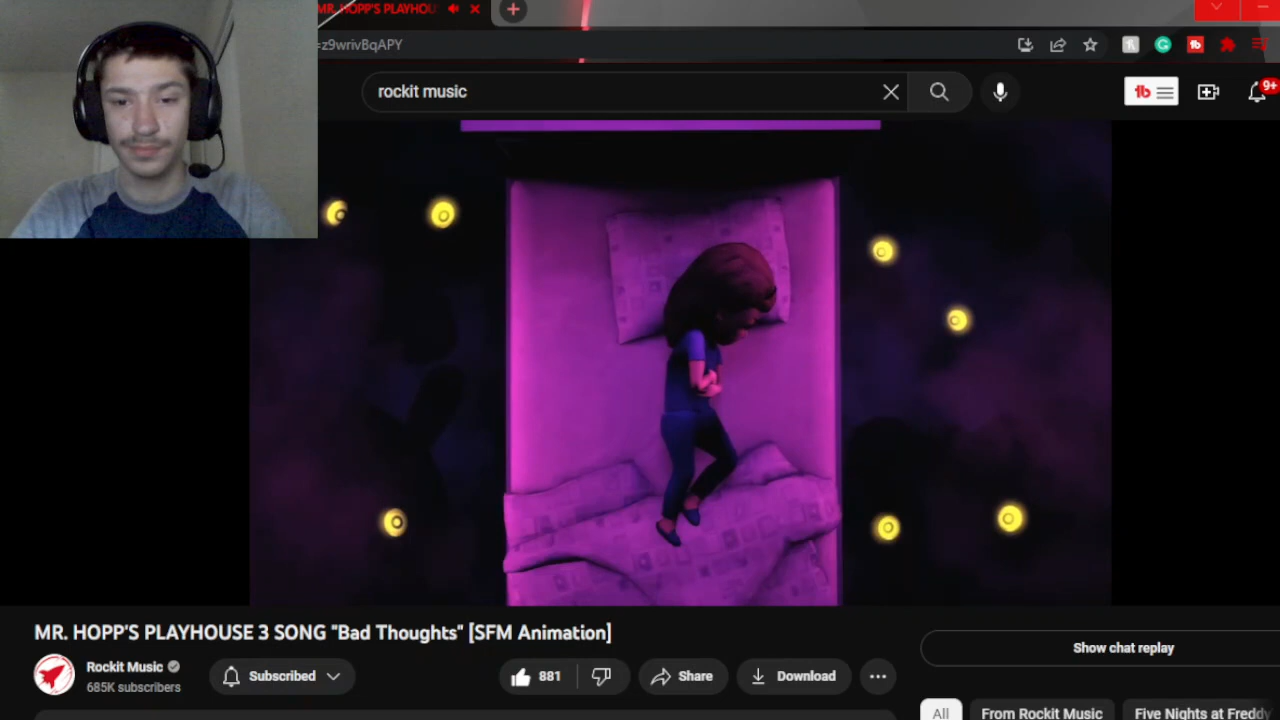 MR. HOPP'S PLAYHOU
=z9wrivBqAPY
rockit music
9+
MR. HOPP'S PLAYHOUSE 3 SONG "Bad Thoughts" [SFM Animation]
Rockit Music
685K subscribers
Subscribed
881
Share
Download
Show chat replay
All
From Rockit Music
Five Nights at Freddy